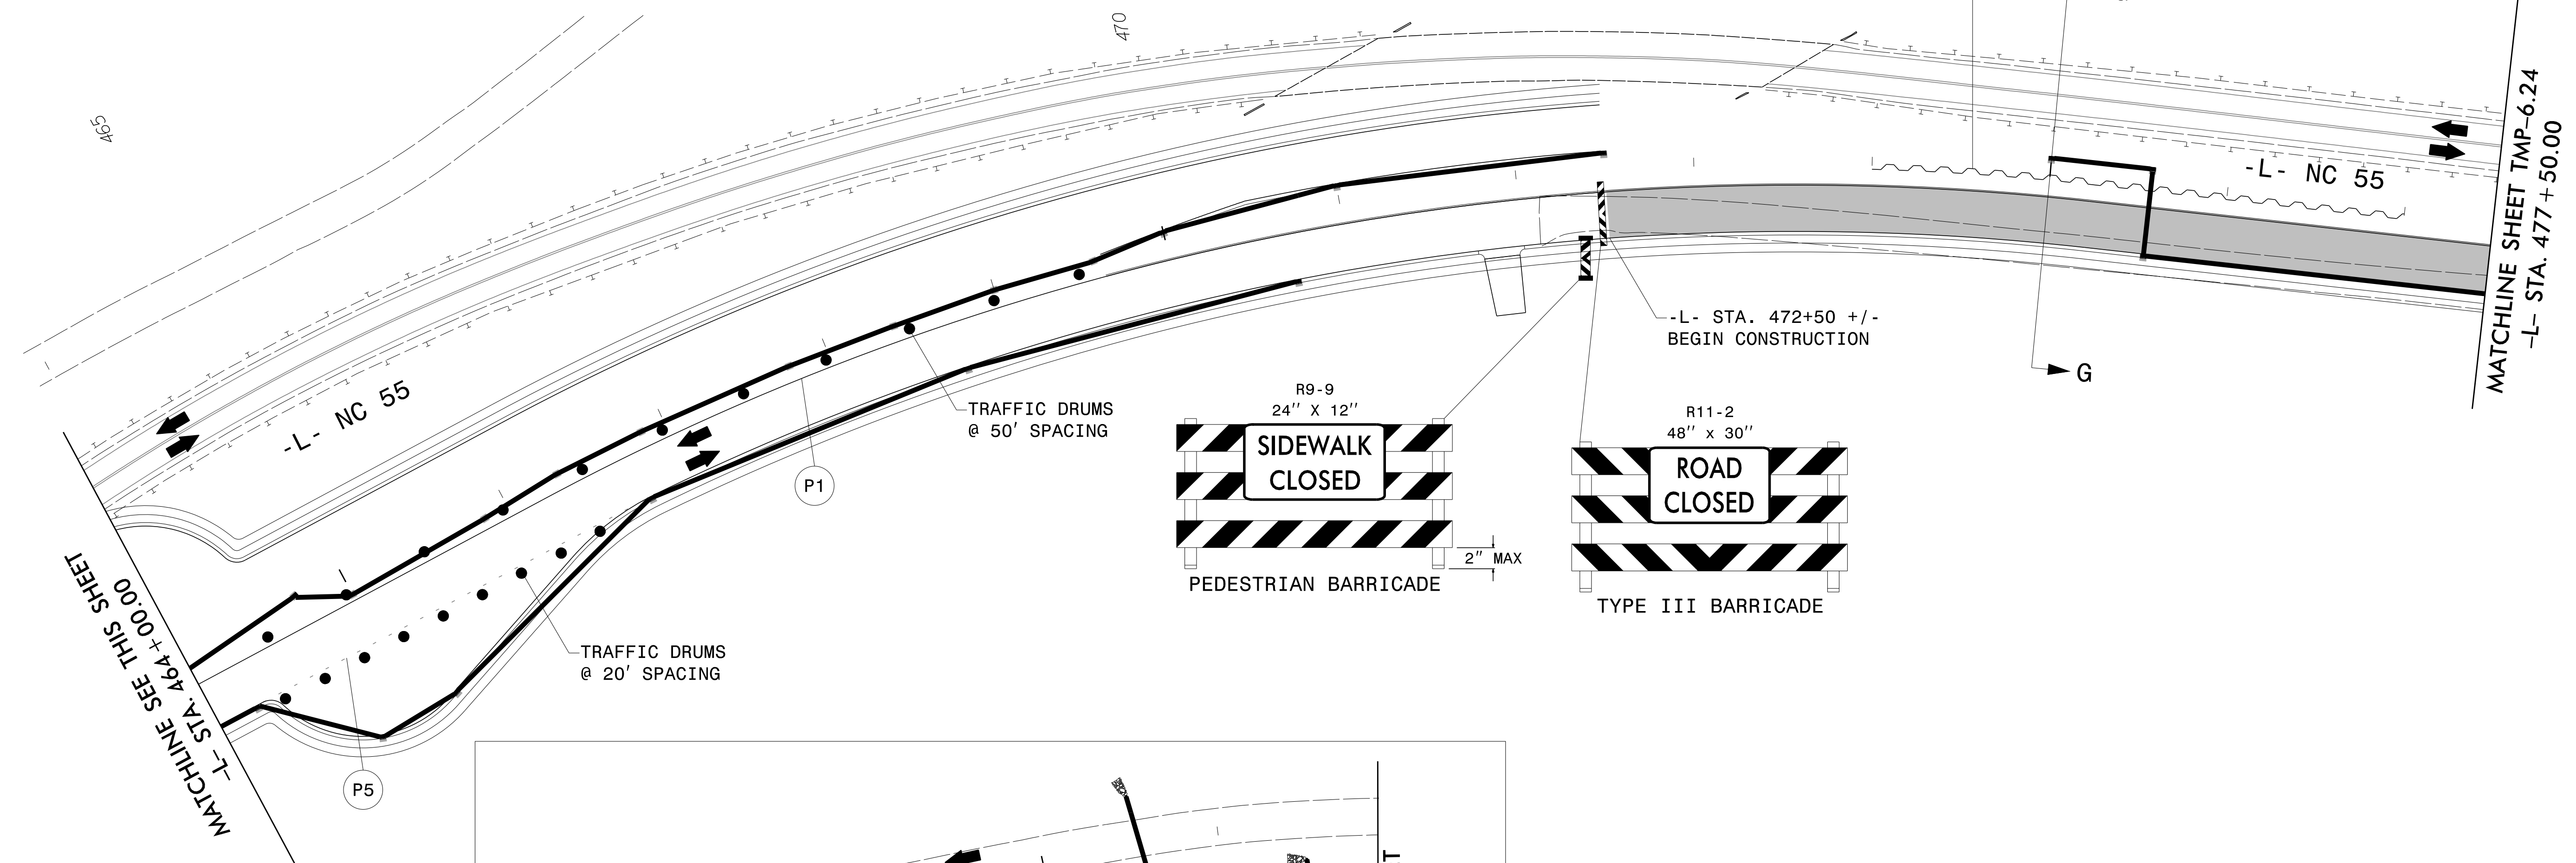 470
465
-L- NC 55
MATCHLINE SHEET TMP-6.24
-L- STA. 477+50.00
-L- STA. 472+50 +/-
BEGIN CONSTRUCTION
G
R9-9
24" X 12"
SIDEWALK
CLOSED
2" MAX
PEDESTRIAN BARRICADE
R11-2
48" x 30"
ROAD
CLOSED
TYPE III BARRICADE
-L- NC 55
TRAFFIC DRUMS
@ 50' SPACING
P1
TRAFFIC DRUMS
@ 20' SPACING
P5
MATCHLINE SEE THIS SHEET
-L- STA. 464+00.00